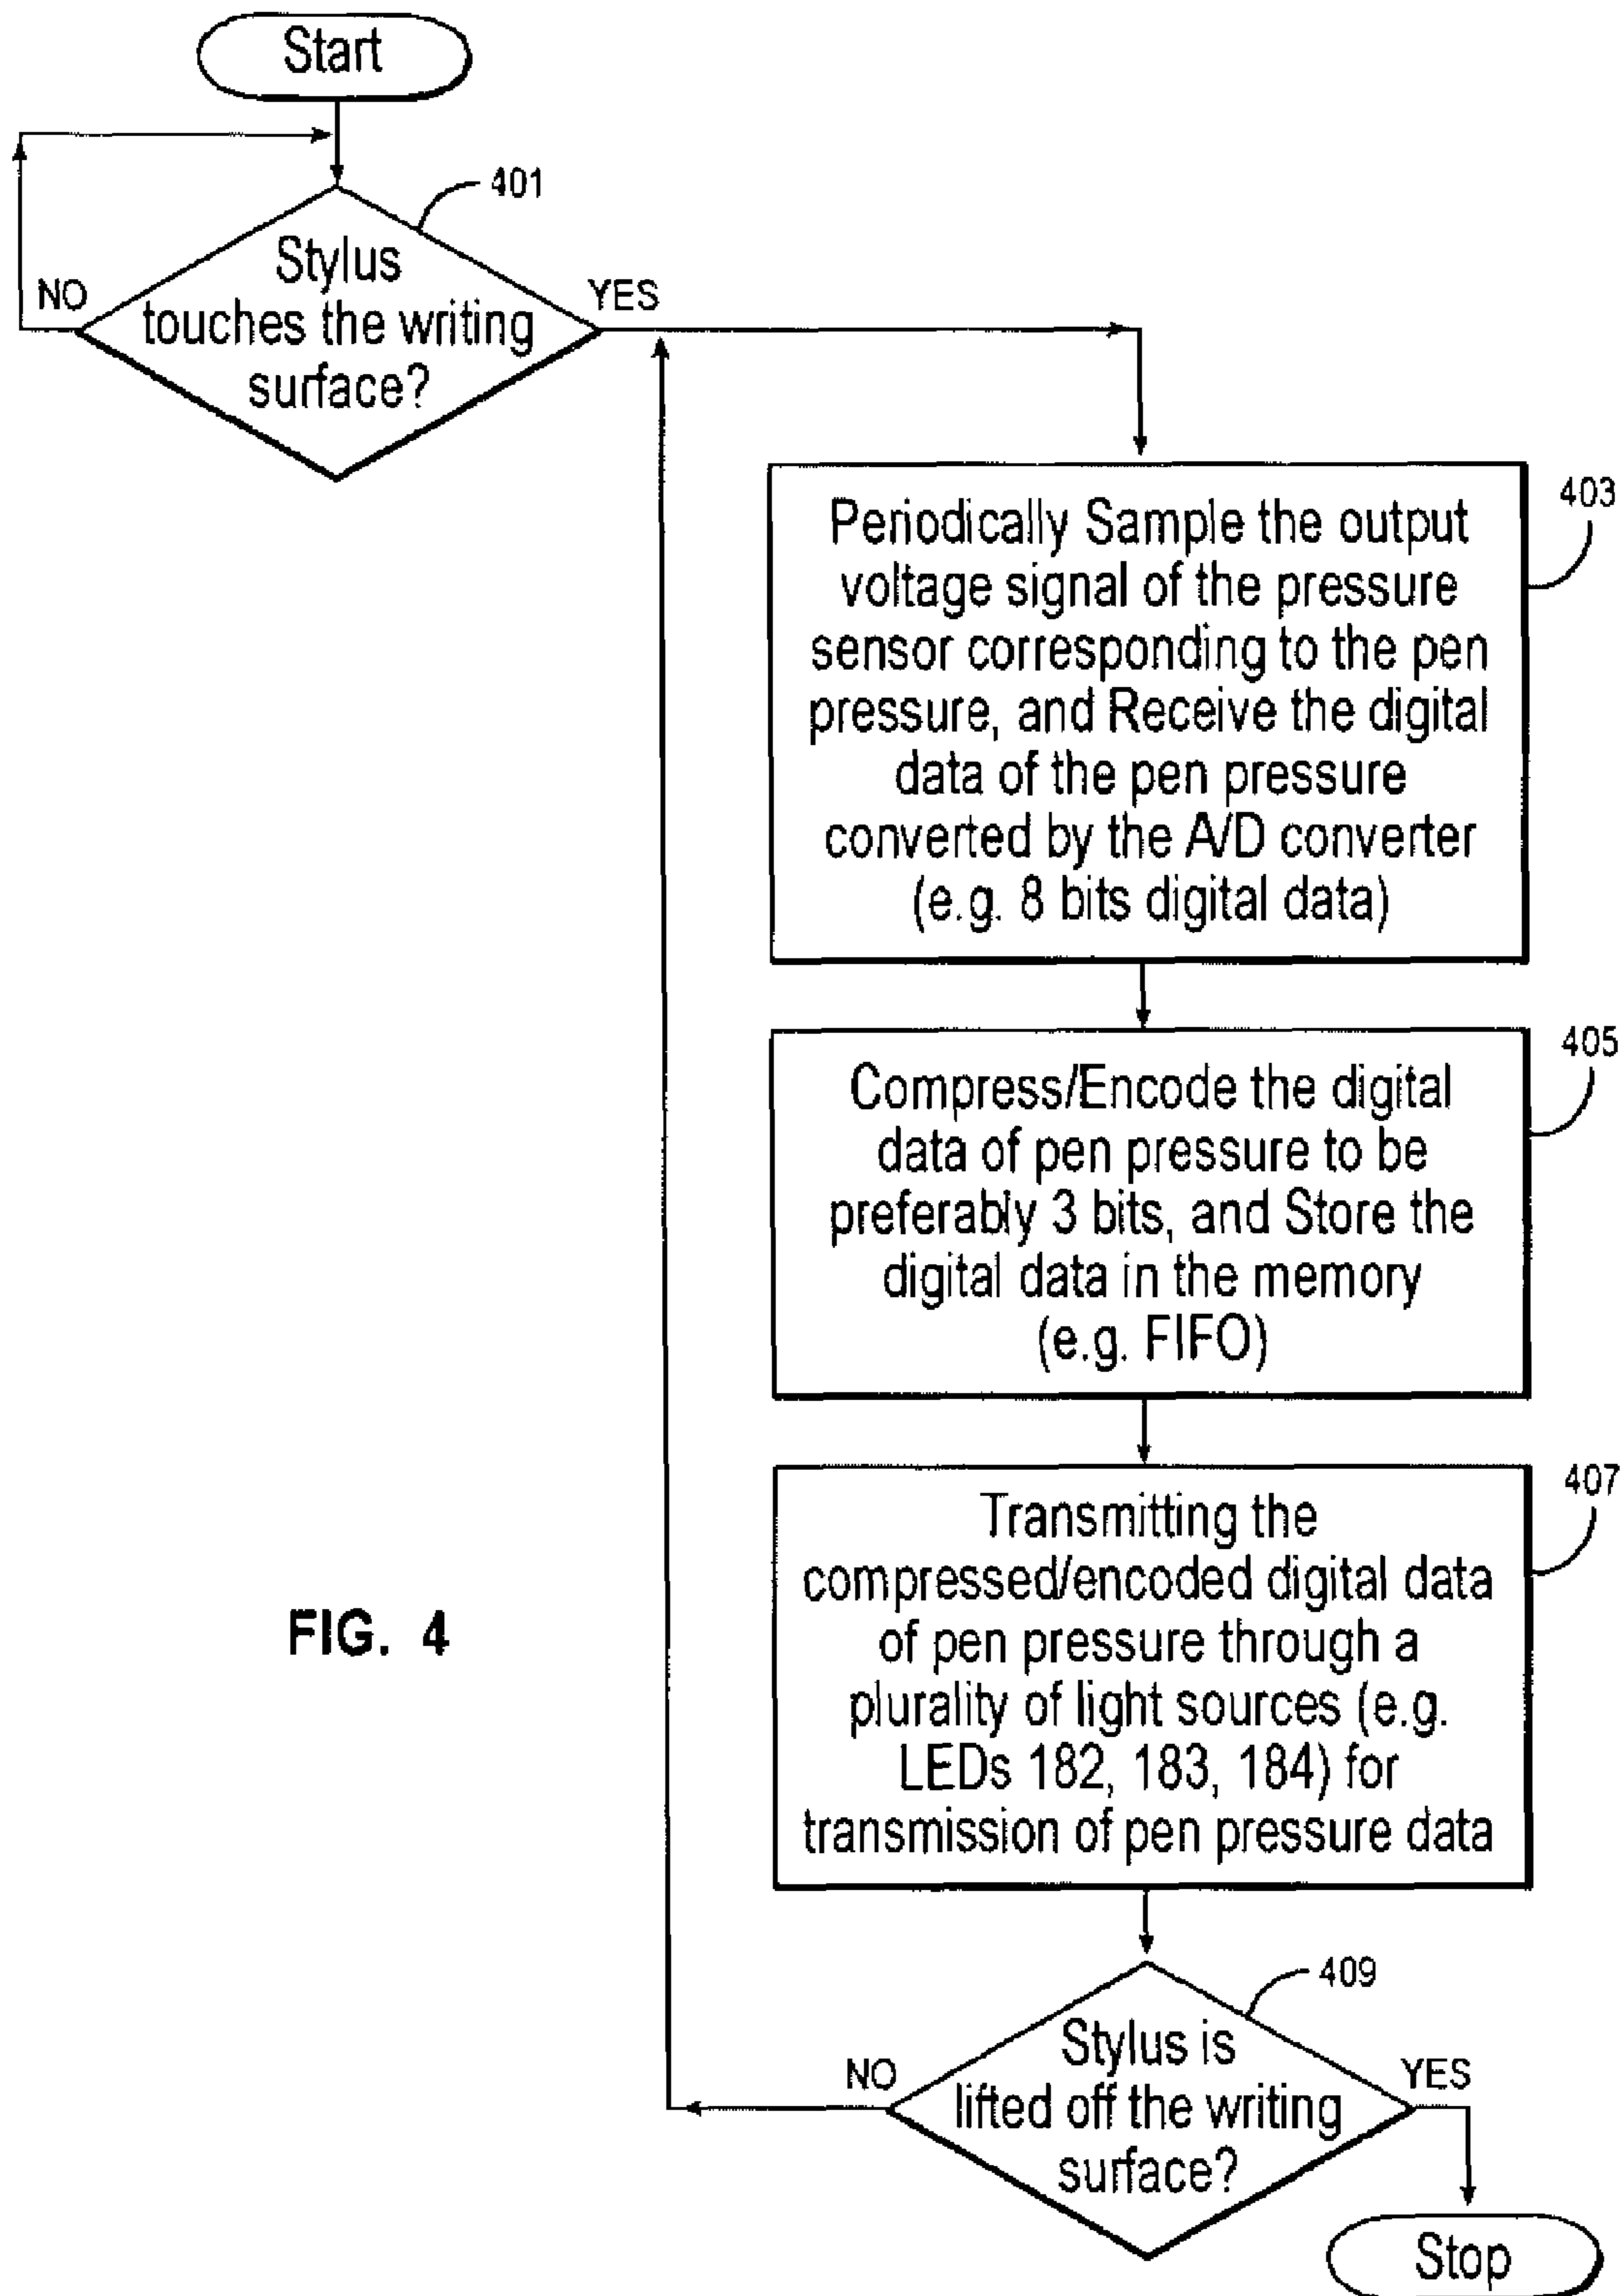 Start
401
Stylus
touches the writing
surface?
NO
YES
403
Periodically Sample the output
voltage signal of the pressure
sensor corresponding to the pen
pressure, and Receive the digital
data of the pen pressure
converted by the A/D converter
(e.g. 8 bits digital data)
405
Compress/Encode the digital
data of pen pressure to be
preferably 3 bits, and Store the
digital data in the memory
(e.g. FIFO)
407
Transmitting the
compressed/encoded digital data
of pen pressure through a
plurality of light sources (e.g.
LEDs 182, 183, 184) for
transmission of pen pressure data
FIG. 4
409
Stylus is
lifted off the writing
surface?
NO
YES
Stop